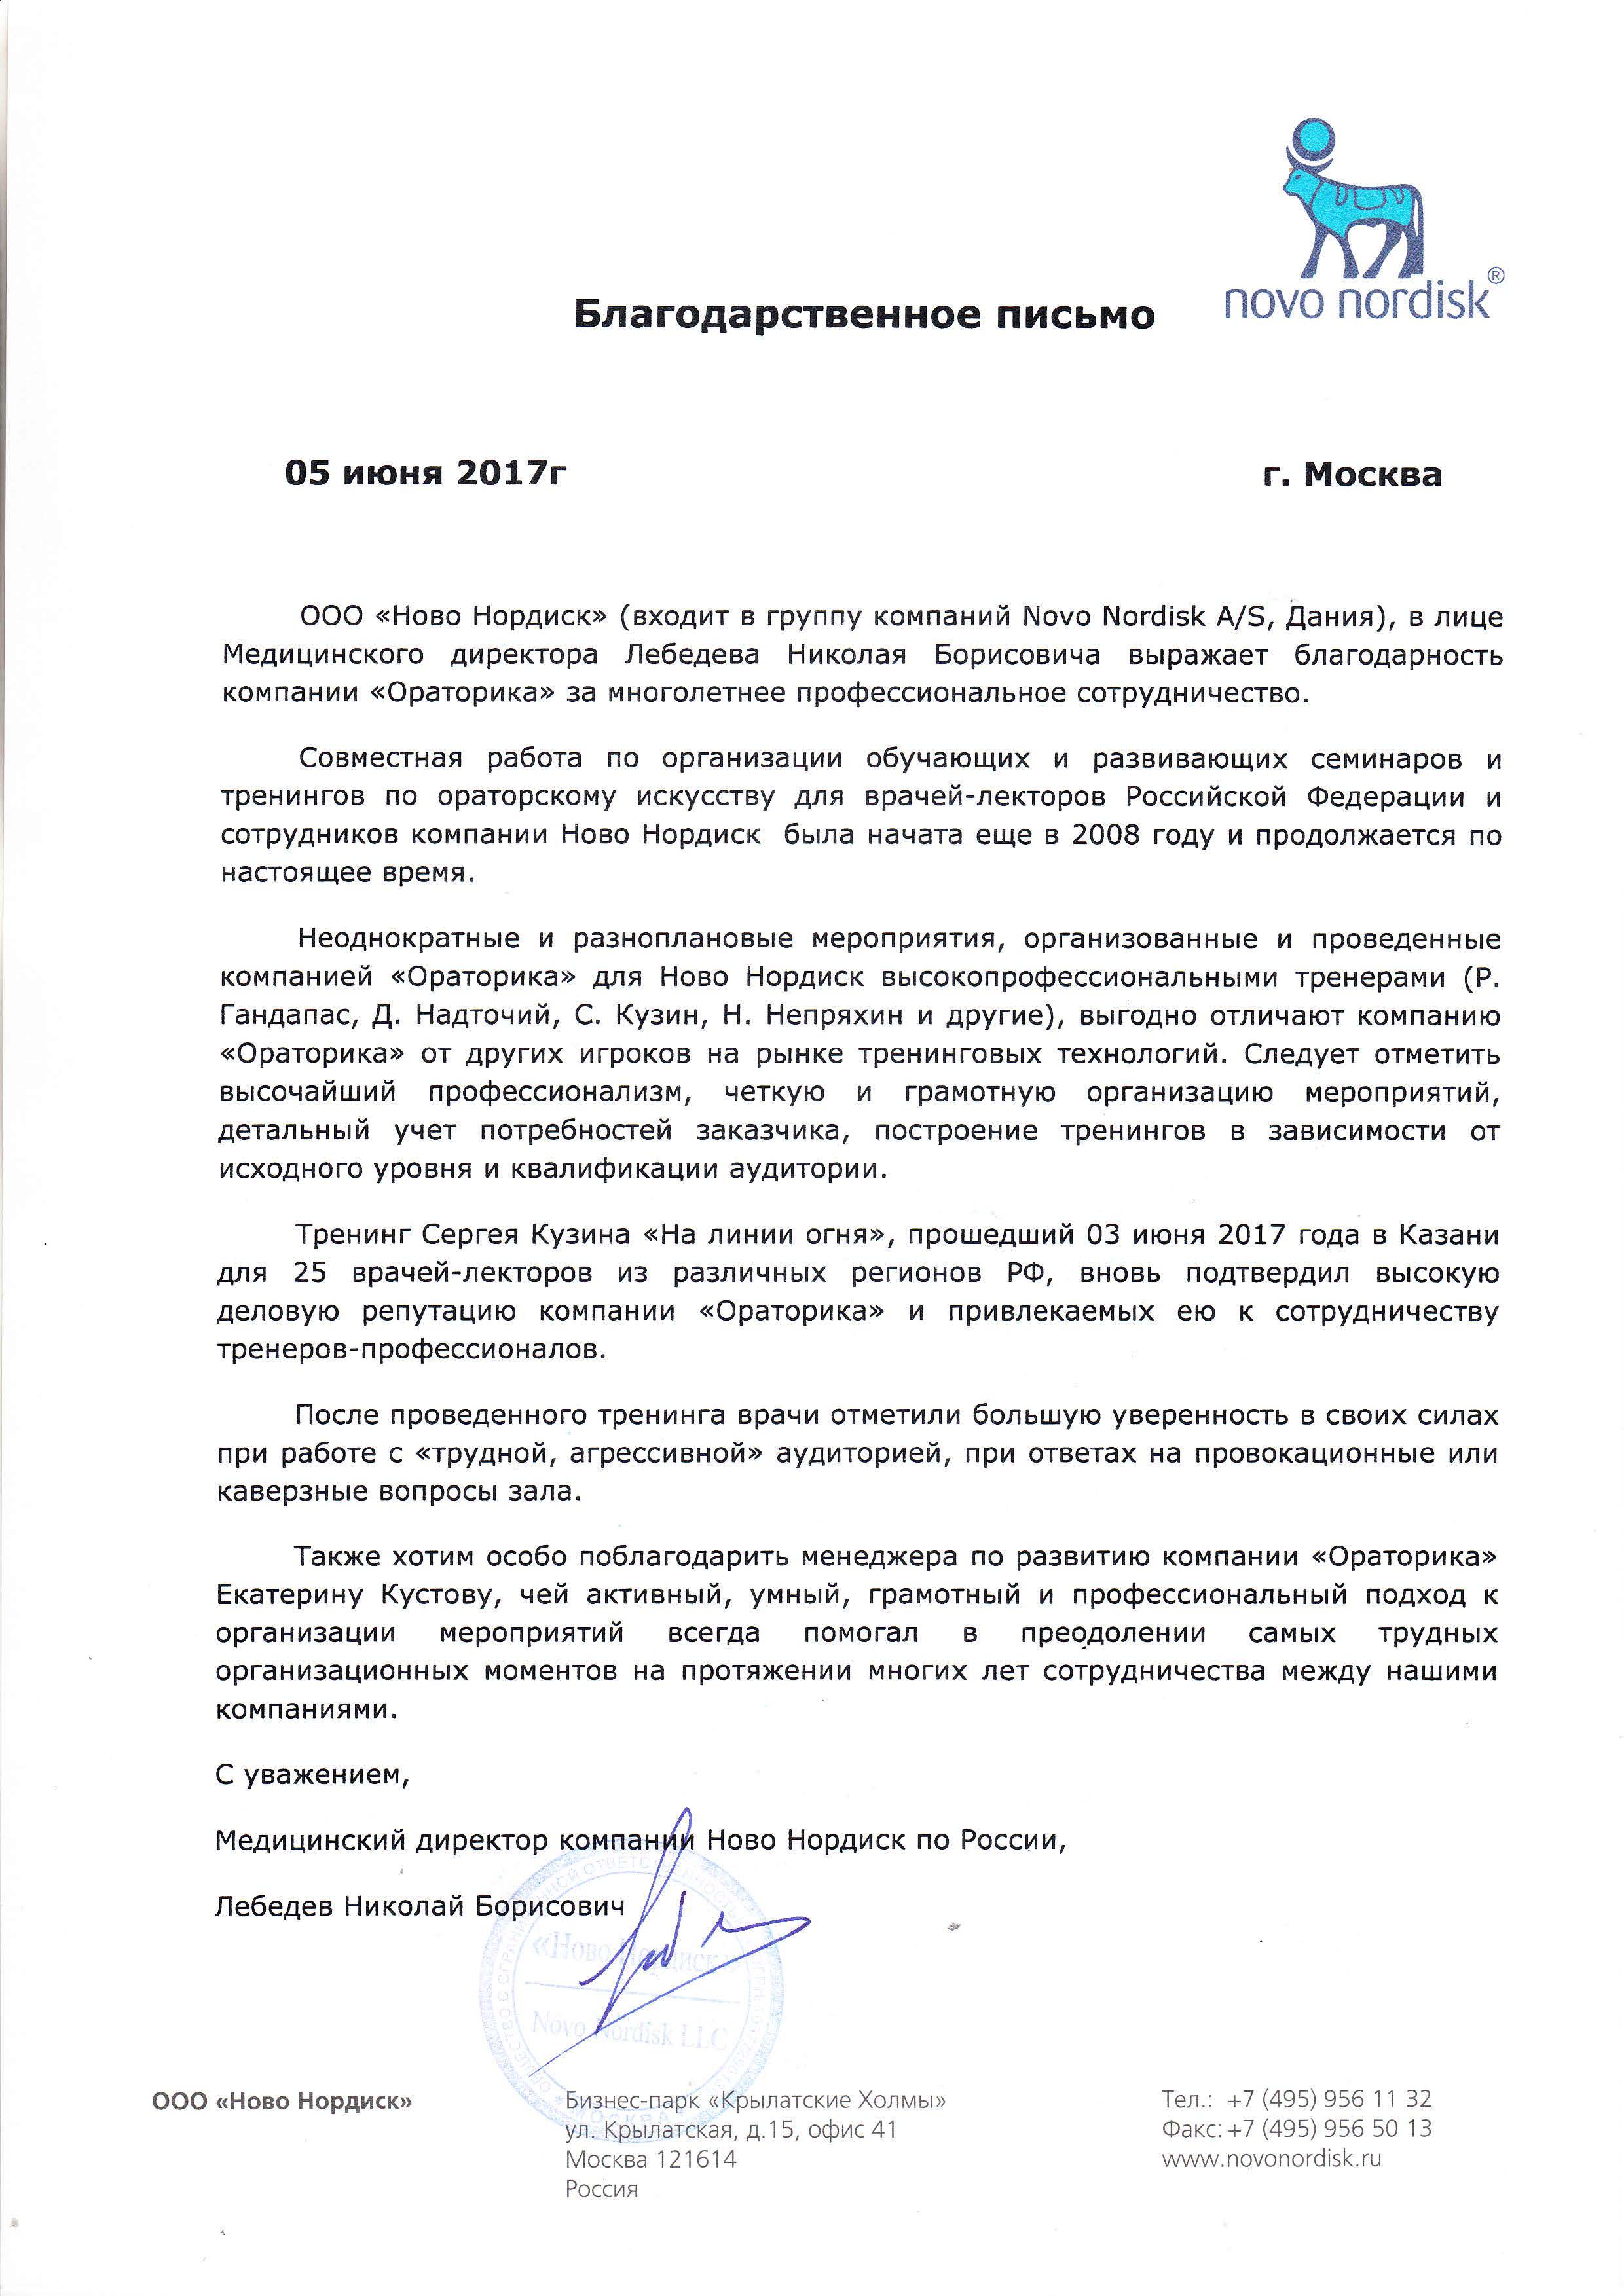 novo nordisk®
Благодарственное письмо
05 июня 2017г г. Москва
ООО «Ново Нордиск» (входит в группу компаний Novo Nordisk A/S, Дания), в лице
Медицинского директора Лебедева Николая Борисовича выражает благодарность
компании «Ораторика» за многолетнее профессиональное сотрудничество.
Совместная работа по организации обучающих и развивающих семинаров и
тренингов по ораторскому искусству для врачей-лекторов Российской Федерации и
сотрудников компании Ново Нордиск была начата еще в 2008 году и продолжается по
настоящее время.
Неоднократные и разноплановые мероприятия, организованные и проведенные
компанией «Ораторика» для Ново Нордиск высокопрофессиональными тренерами (Р.
Гандапас, Д. Надточий, С. Кузин, Н. Непряхин и другие), выгодно отличают компанию
«Ораторика» от других игроков на рынке тренинговых технологий. Следует отметить
высочайший профессионализм, четкую и грамотную организацию мероприятий,
детальный учет потребностей заказчика, построение тренингов в зависимости от
исходного уровня и квалификации аудитории.
Тренинг Сергея Кузина «На линии огня», прошедший 03 июня 2017 года в Казани
для 25 врачей-лекторов из различных регионов РФ, вновь подтвердил высокую
деловую репутацию компании «Ораторика» и привлекаемых ею к сотрудничеству
тренеров-профессионалов.
После проведенного тренинга врачи отметили большую уверенность в своих силах
при работе с «трудной, агрессивной» аудиторией, при ответах на провокационные или
каверзные вопросы зала.
Также хотим особо поблагодарить менеджера по развитию компании «Ораторика»
Екатерину Кустову, чей активный, умный, грамотный и профессиональный подход к
организации мероприятий всегда помогал в преодолении самых трудных
организационных моментов на протяжении многих лет сотрудничества между нашими
компаниями.
С уважением,
Медицинский директор компании Ново Нордиск по России,
Лебедев Николай Борисович
«Ново Нордиск»
Novo Nordisk LLC
МОСКВА
ООО «Ново Нордиск»
Бизнес-парк «Крылатские Холмы»
ул. Крылатская, д.15, офис 41
Москва 121614
Россия
Тел.: +7 (495) 956 11 32
Факс: +7 (495) 956 50 13
www.novonordisk.ru